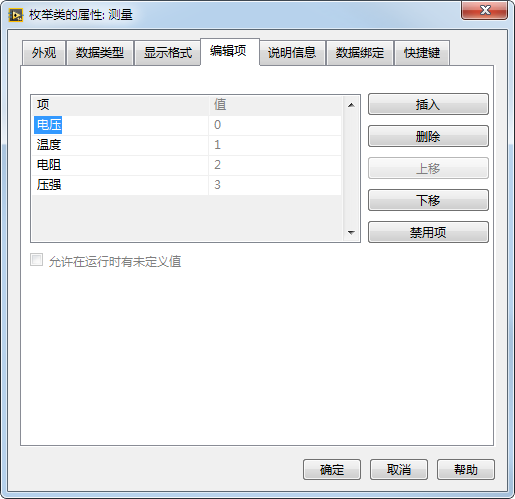 枚举类的属性: 测量
外观 数据类型 显示格式 编辑项 说明信息 数据绑定 快捷键
项 值
电压 0
温度 1
电阻 2
压强 3
插入
删除
上移
下移
禁用项
允许在运行时有未定义值
确定 取消 帮助